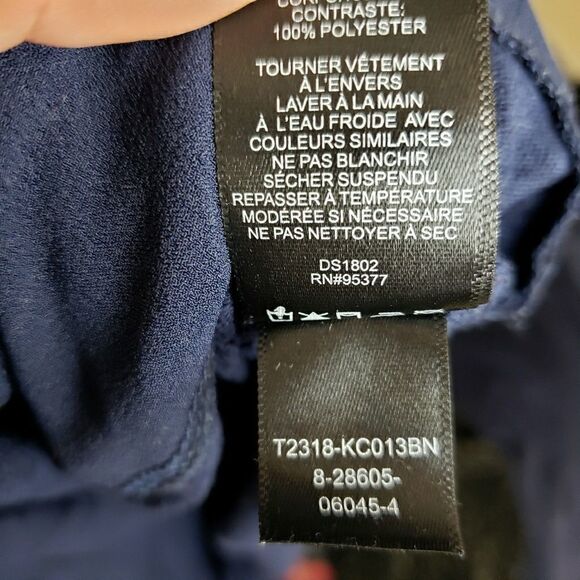 CONTRASTE:
100% POLYESTER
TOURNER VÊTEMENT
À L'ENVERS
LAVER À LA MAIN
À L'EAU FROIDE AVEC
COULEURS SIMILAIRES
NE PAS BLANCHIR
SÉCHER SUSPENDU
REPASSER À TEMPÉRATURE
MODÉRÉE SI NÉCESSAIRE
NE PAS NETTOYER À SEC
DS1802
RN#95377
T2318-KC013BN
8-28605-
06045-4